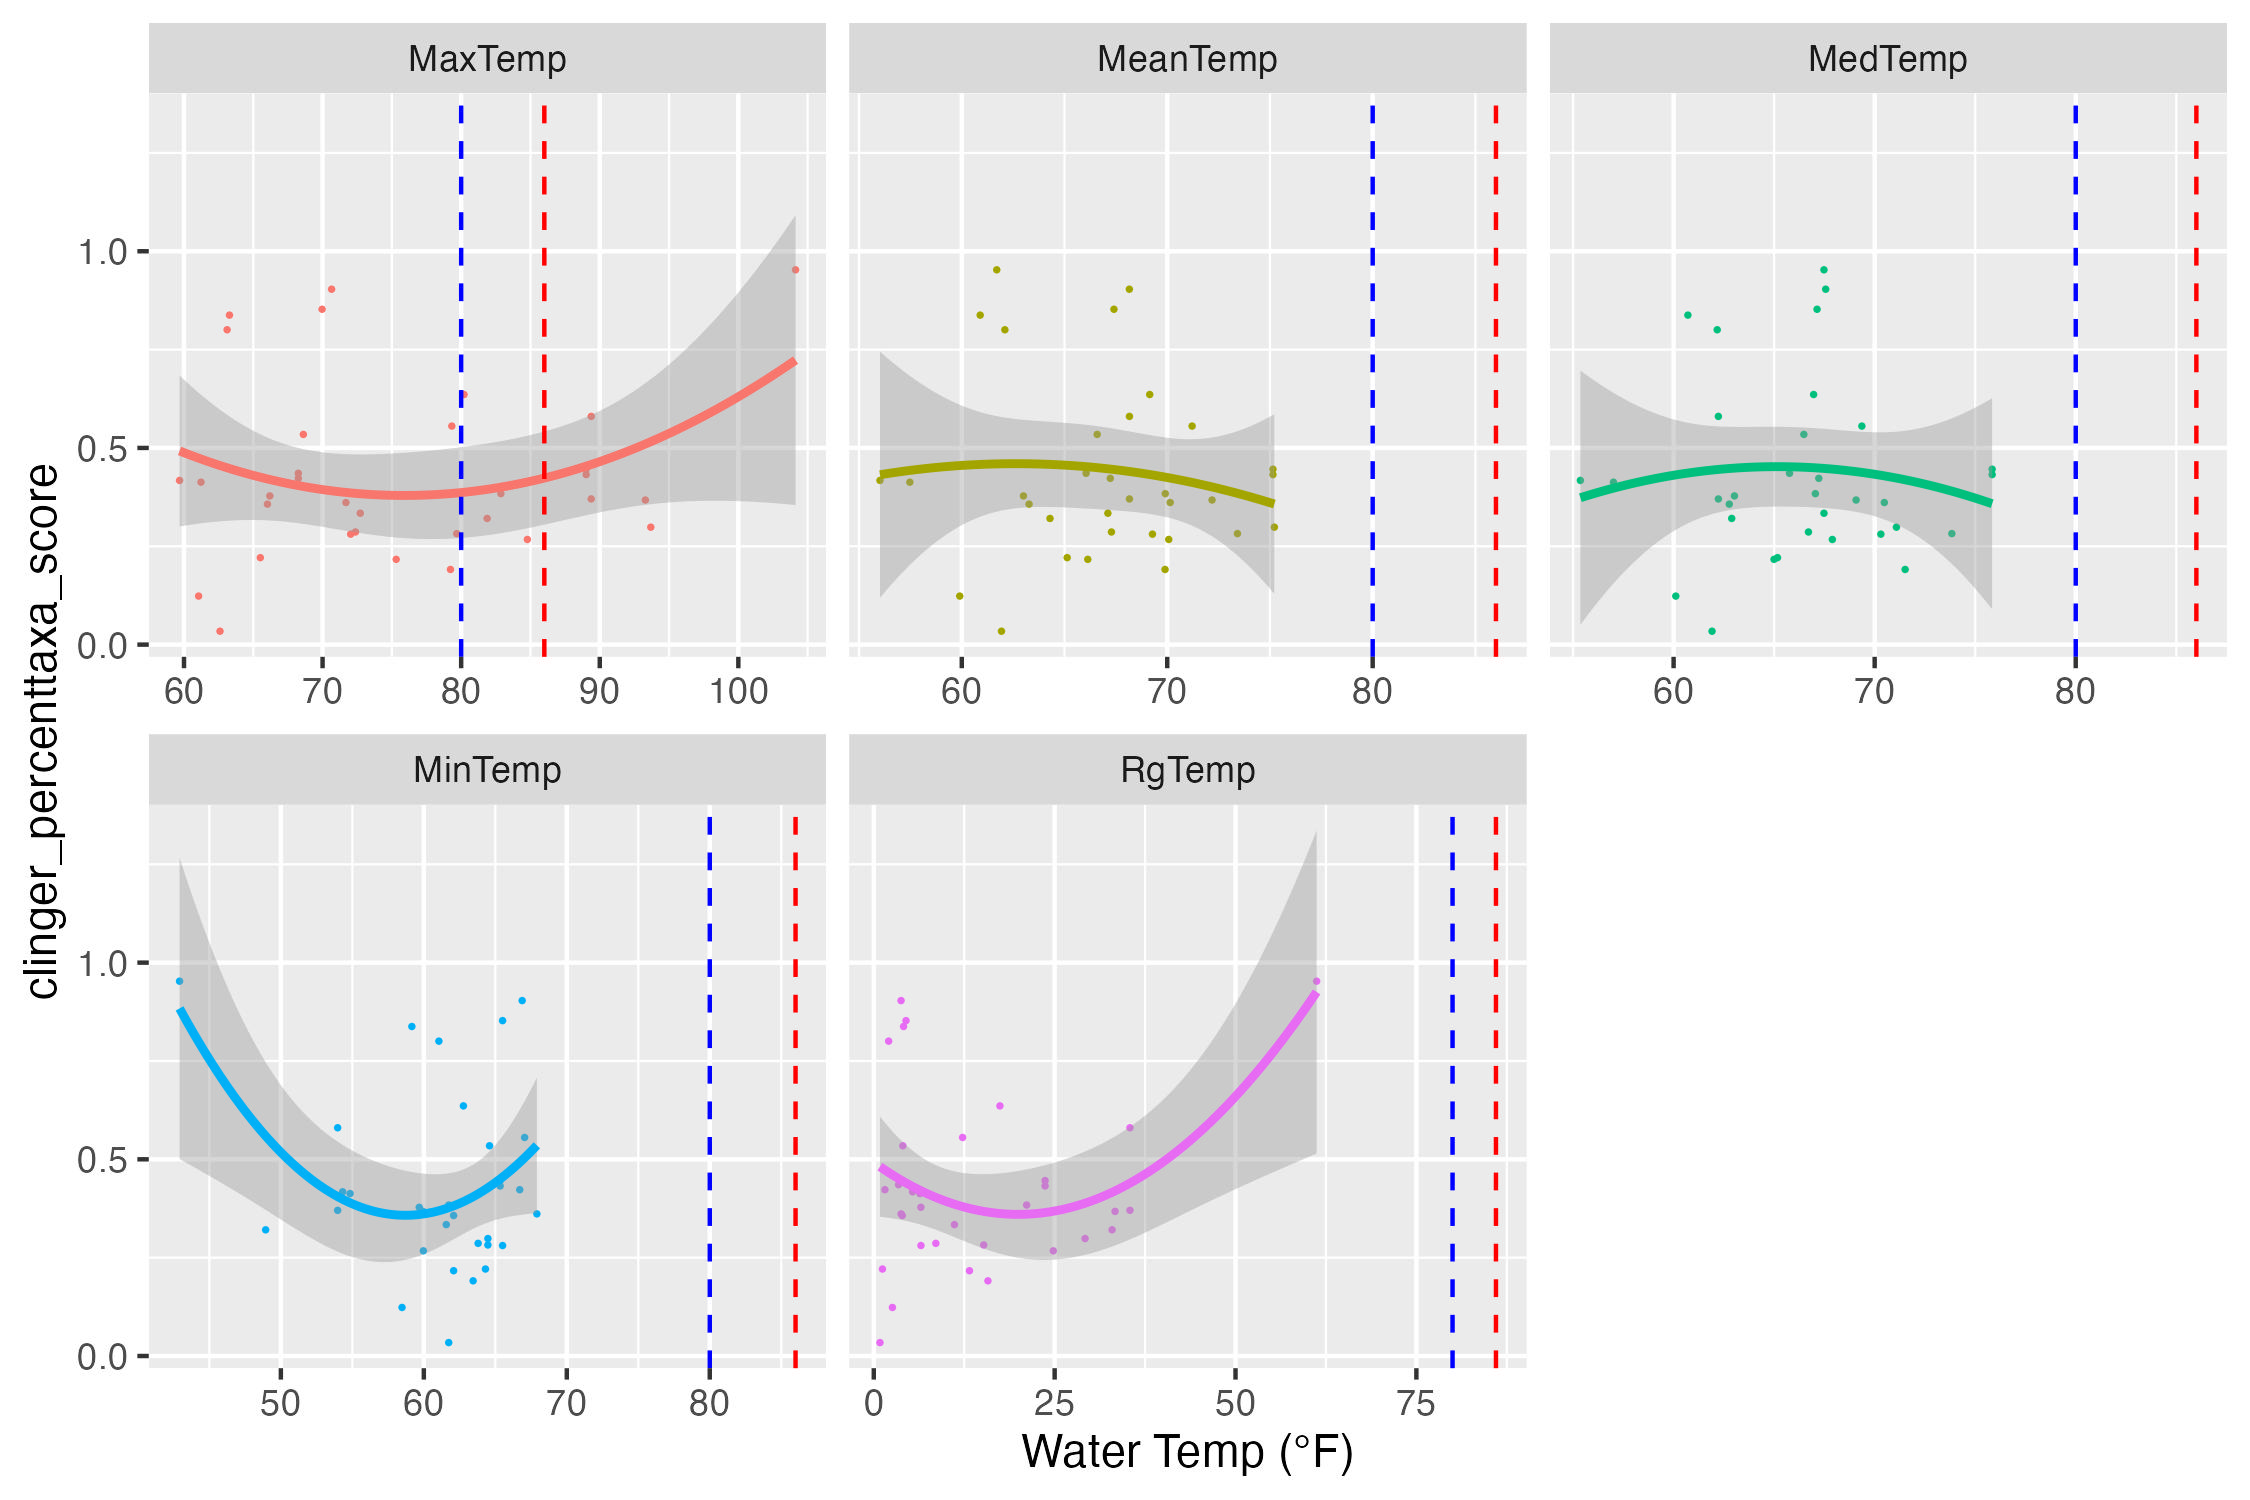 MaxTemp
MeanTemp
MedTemp
1.0
0.5
0.0
60 70 80 90 100
60 70 80
60 70 80
MinTemp
RgTemp
1.0
0.5
0.0
50 60 70 80
0 25 50 75
clinger_percenttaxa_score
Water Temp (°F)